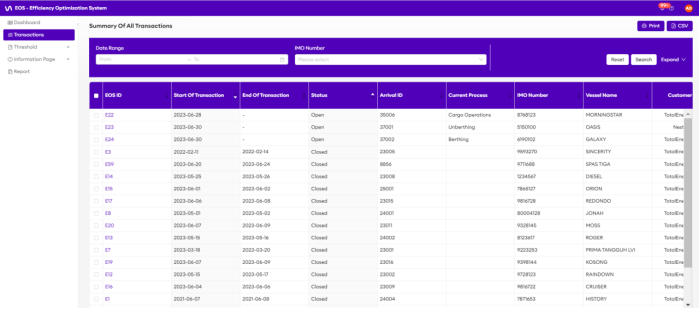 EOS - Efficiency Optimization System
99+
AS
Dashboard
Transactions
Threshold
Information Page
Report
Summary Of All Transactions
Print
CSV
Date Range
IMO Number
From
To
Please select
Reset
Search
Expand
EOS ID Start Of Transaction End Of Transaction Status Arrival ID Current Process IMO Number Vessel Name Customer
E22 2023-06-28 - Open 35006 Cargo Operations 8768123 MORNINGSTAR TotalEne
E23 2023-06-30 - Open 37001 Unberthing 5150100 OASIS Nest
E24 2023-06-30 - Open 37002 Berthing 6190102 GALAXY TotalEne
E3 2022-02-11 2022-02-14 Closed 23005 9593270 SINCERITY TotalEne
E59 2023-06-20 2023-06-24 Closed 8856 9711688 SPAS TIGA TotalEne
E14 2023-05-25 2023-05-26 Closed 23008 1234567 DIESEL TotalEne
E15 2023-06-01 2023-06-02 Closed 25001 7865127 ORION TotalEne
E17 2023-06-06 2023-06-08 Closed 23015 9816728 REDONDO TotalEne
E8 2023-05-01 2023-05-02 Closed 24001 80004128 JONAH TotalEne
E20 2023-06-07 2023-06-09 Closed 23011 9328145 MOSS TotalEne
E13 2023-05-15 2023-05-16 Closed 24002 8123617 ROGER TotalEne
E7 2023-03-18 2023-03-20 Closed 23001 9223253 PRIMA TANGGUH LVI TotalEne
E19 2023-06-07 2023-06-09 Closed 23016 9398144 KOSONG TotalEne
E12 2023-05-15 2023-05-17 Closed 23002 9728123 RAINDOWN TotalEne
E16 2023-06-04 2023-06-06 Closed 23009 9816722 CRUISER TotalEne
E1 2021-06-07 2021-06-08 Closed 24004 7871653 HISTORY TotalEne